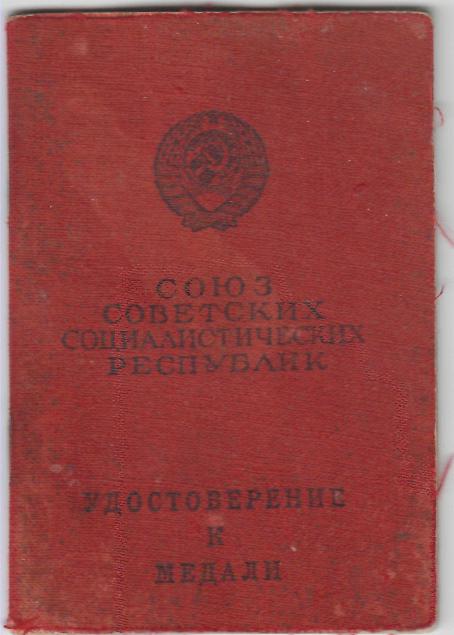 СОЮЗ
СОВЕТСКИХ
СОЦИАЛИСТИЧЕСКИХ
РЕСПУБЛИК
УДОСТОВЕРЕНИЕ
К
МЕДАЛИ